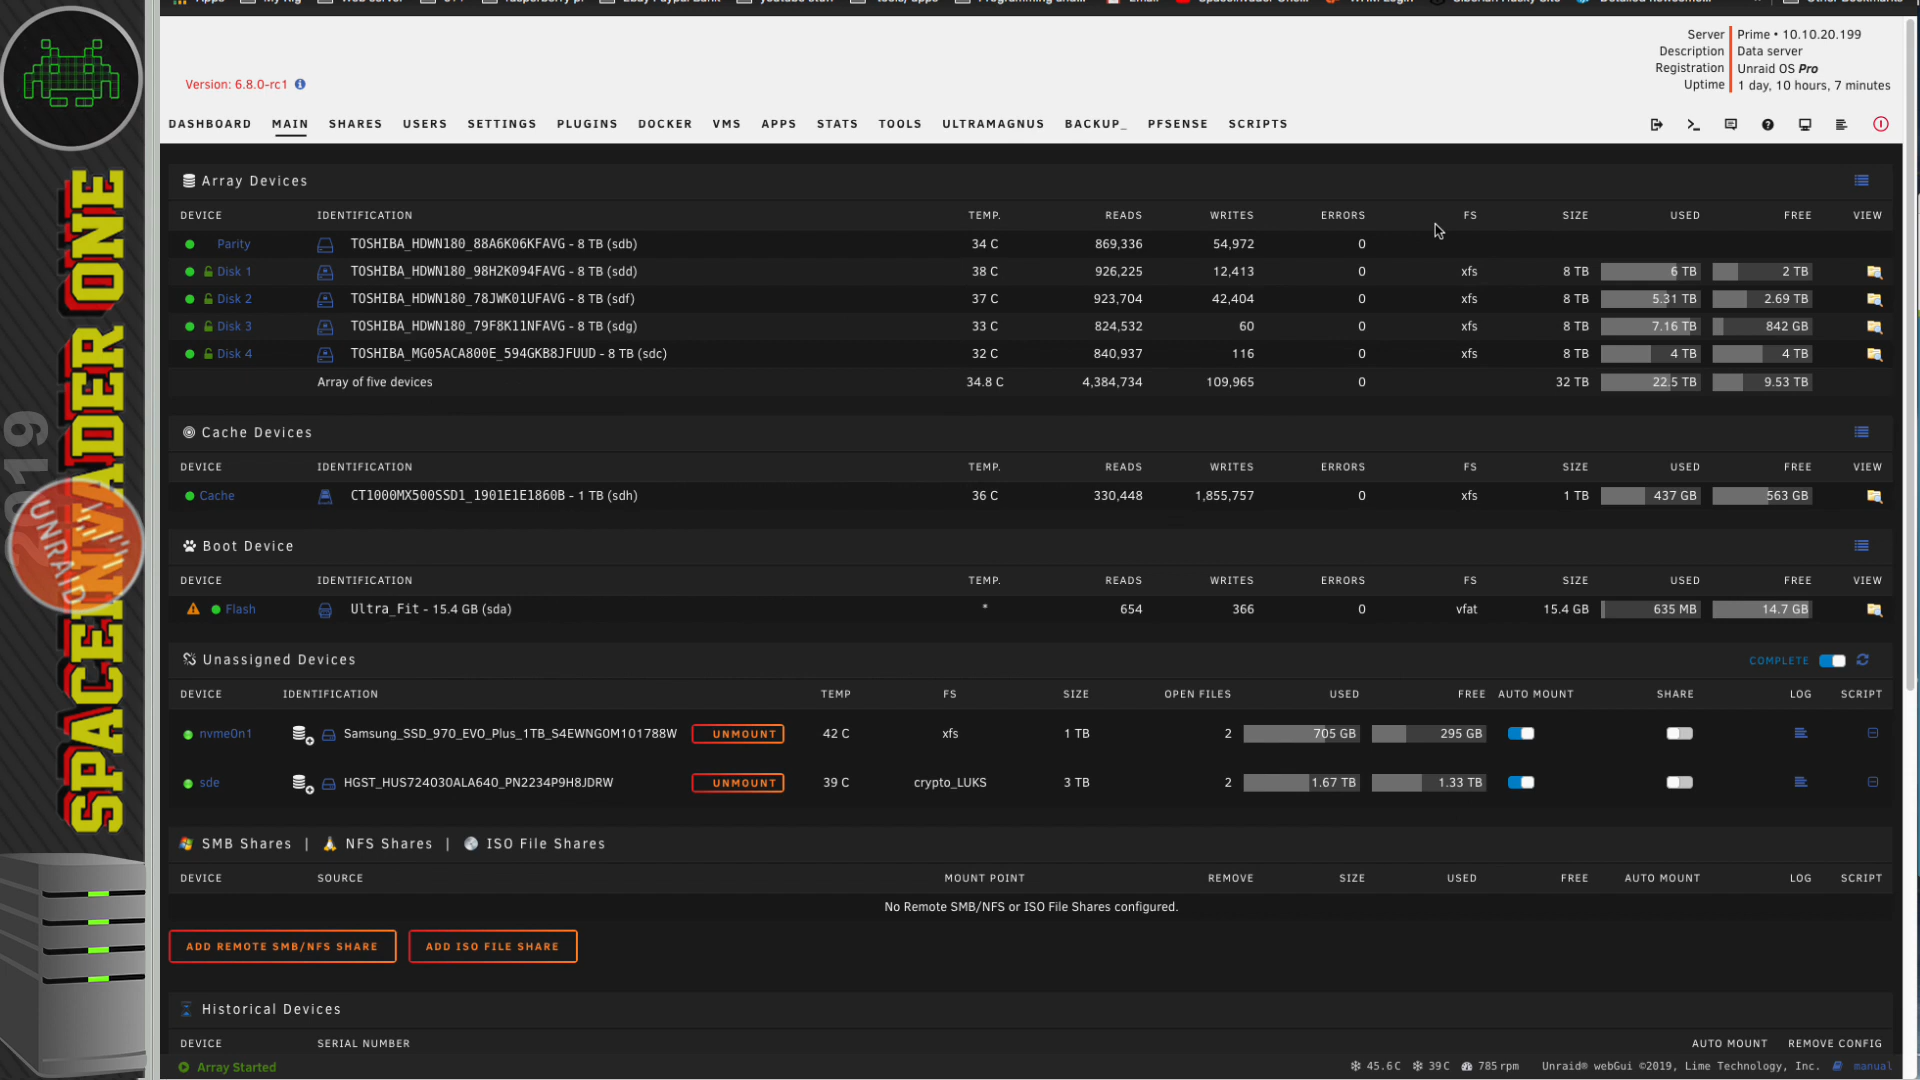 Version: 6.8.0-rc1
Server Prime • 10.10.20.199
Description Data server
Registration Unraid OS Pro
Uptime 1 day, 10 hours, 7 minutes
DASHBOARD MAIN SHARES USERS SETTINGS PLUGINS DOCKER VMS APPS STATS TOOLS ULTRAMAGNUS BACKUP_ PFSENSE SCRIPTS
Array Devices
DEVICE IDENTIFICATION TEMP. READS WRITES ERRORS FS SIZE USED FREE VIEW
Parity TOSHIBA_HDWN180_88A6K06KFAVG - 8 TB (sdb) 34 C 869,336 54,972 0
Disk 1 TOSHIBA_HDWN180_98H2K094FAVG - 8 TB (sdd) 38 C 926,225 12,413 0 xfs 8 TB 6 TB 2 TB
Disk 2 TOSHIBA_HDWN180_78JWK01UFAVG - 8 TB (sdf) 37 C 923,704 42,404 0 xfs 8 TB 5.31 TB 2.69 TB
Disk 3 TOSHIBA_HDWN180_79F8K11NFAVG - 8 TB (sdg) 33 C 824,532 60 0 xfs 8 TB 7.16 TB 842 GB
Disk 4 TOSHIBA_MG05ACA800E_594GKB8JFUUD - 8 TB (sdc) 32 C 840,937 116 0 xfs 8 TB 4 TB 4 TB
Array of five devices 34.8 C 4,384,734 109,965 0 32 TB 22.5 TB 9.53 TB
Cache Devices
DEVICE IDENTIFICATION TEMP. READS WRITES ERRORS FS SIZE USED FREE VIEW
Cache CT1000MX500SSD1_1901E1E1860B - 1 TB (sdh) 36 C 330,448 1,855,757 0 xfs 1 TB 437 GB 563 GB
Boot Device
DEVICE IDENTIFICATION TEMP. READS WRITES ERRORS FS SIZE USED FREE VIEW
Flash Ultra_Fit - 15.4 GB (sda) * 654 366 0 vfat 15.4 GB 635 MB 14.7 GB
Unassigned Devices COMPLETE
DEVICE IDENTIFICATION TEMP FS SIZE OPEN FILES USED FREE AUTO MOUNT SHARE LOG SCRIPT
nvme0n1 Samsung_SSD_970_EVO_Plus_1TB_S4EWNG0M101788W UNMOUNT 42 C xfs 1 TB 2 705 GB 295 GB
sde HGST_HUS724030ALA640_PN2234P9H8JDRW UNMOUNT 39 C crypto_LUKS 3 TB 2 1.67 TB 1.33 TB
SMB Shares | NFS Shares | ISO File Shares
DEVICE SOURCE MOUNT POINT REMOVE SIZE USED FREE AUTO MOUNT LOG SCRIPT
No Remote SMB/NFS or ISO File Shares configured.
ADD REMOTE SMB/NFS SHARE ADD ISO FILE SHARE
Historical Devices
DEVICE SERIAL NUMBER AUTO MOUNT REMOVE CONFIG
Array Started 45.6 C 39 C 785 rpm Unraid® webGui ©2019, Lime Technology, Inc. manual
SPACEINVADER ONE
2019
UNRAID